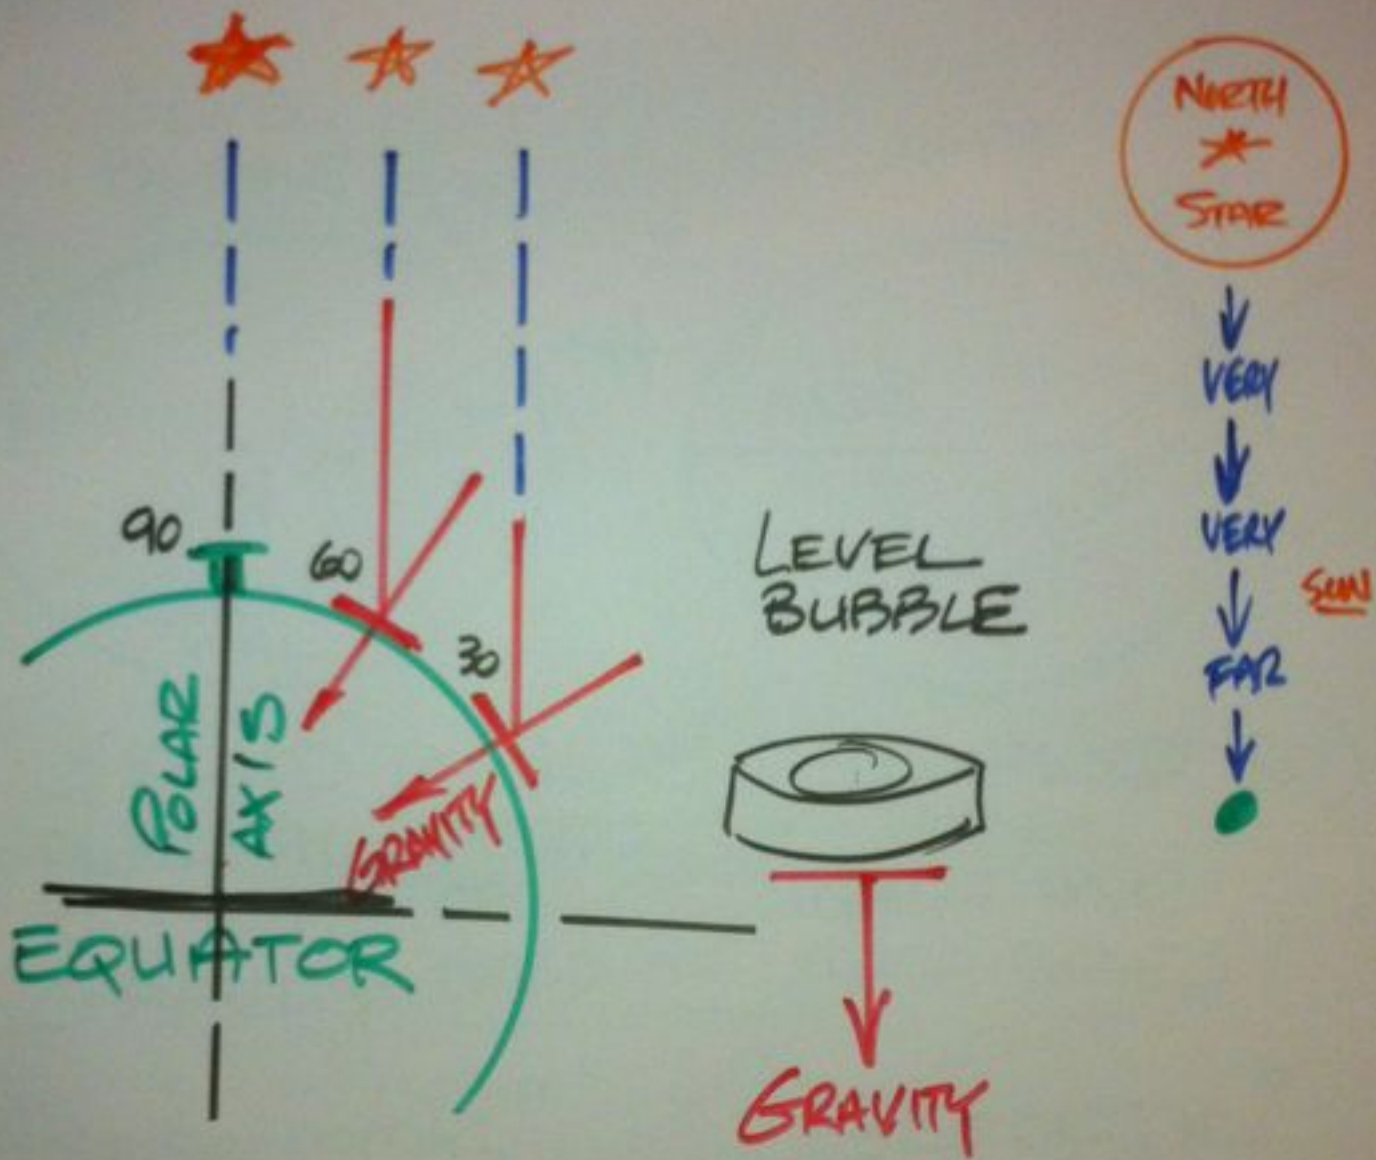 NORTH
STAR
VERY
VERY
SUN
FAR
90
60
30
LEVEL
BUBBLE
POLAR
AXIS
GRAVITY
EQUATOR
GRAVITY